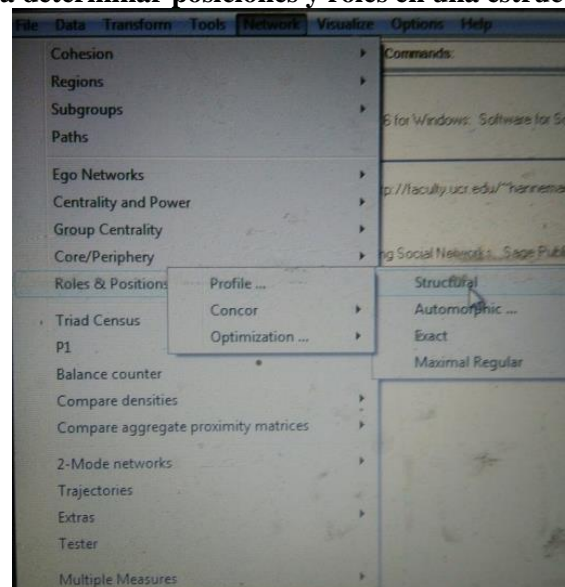 a determinar posiciones y roles en una estruc
File Data Transform Tools Network Visualize Options Help
Cohesion
Commands:
Regions
Subgroups
6 for Windows: Software for S
Paths
Ego Networks
p://faculty.ucr.edu/~hannema
Centrality and Power
Group Centrality
Core/Periphery
ng Social Networks. Sage Publ
Roles & Positions
Profile ...
Structural
Concor
Automorphic ...
Triad Census
Optimization ...
Exact
P1
Maximal Regular
Balance counter
Compare densities
Compare aggregate proximity matrices
2-Mode networks
Trajectories
Extras
Tester
Multiple Measures